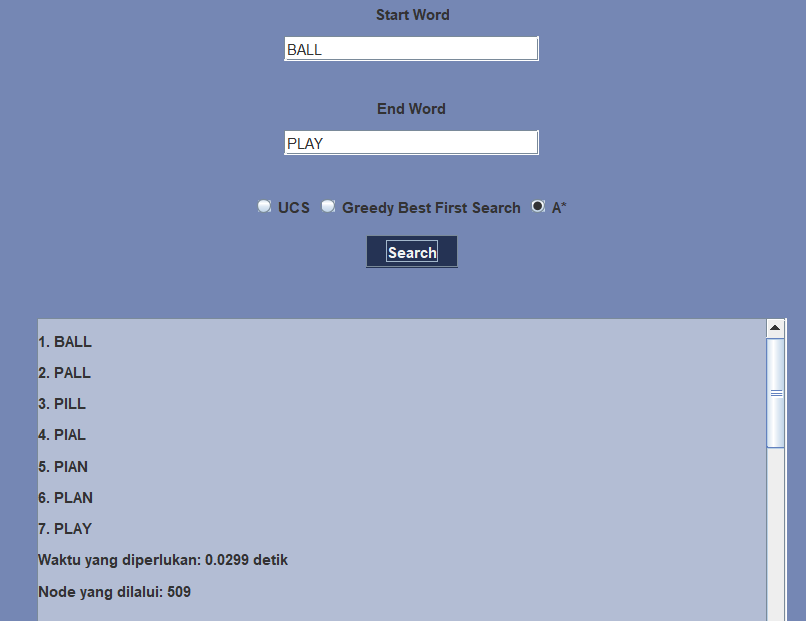 Start Word
BALL
End Word
PLAY
UCS Greedy Best First Search A*
Search
1. BALL
2. PALL
3. PILL
4. PIAL
5. PIAN
6. PLAN
7. PLAY
Waktu yang diperlukan: 0.0299 detik
Node yang dilalui: 509